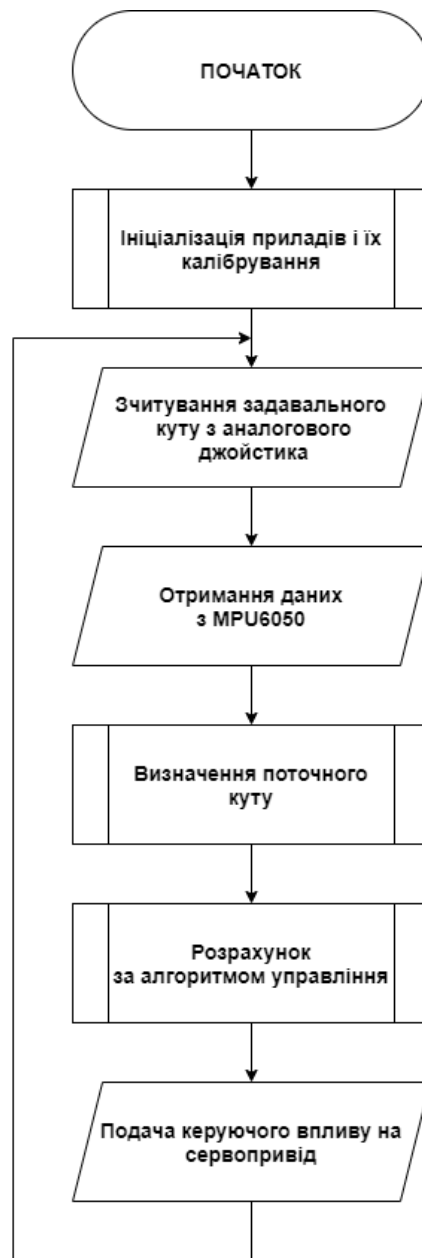 ПОЧАТОК
Ініціалізація приладів і їх
калібрування
Зчитування задавального
куту з аналогового
джойстика
Отримання даних
з MPU6050
Визначення поточного
куту
Розрахунок
за алгоритмом управління
Подача керуючого впливу на
сервопривід